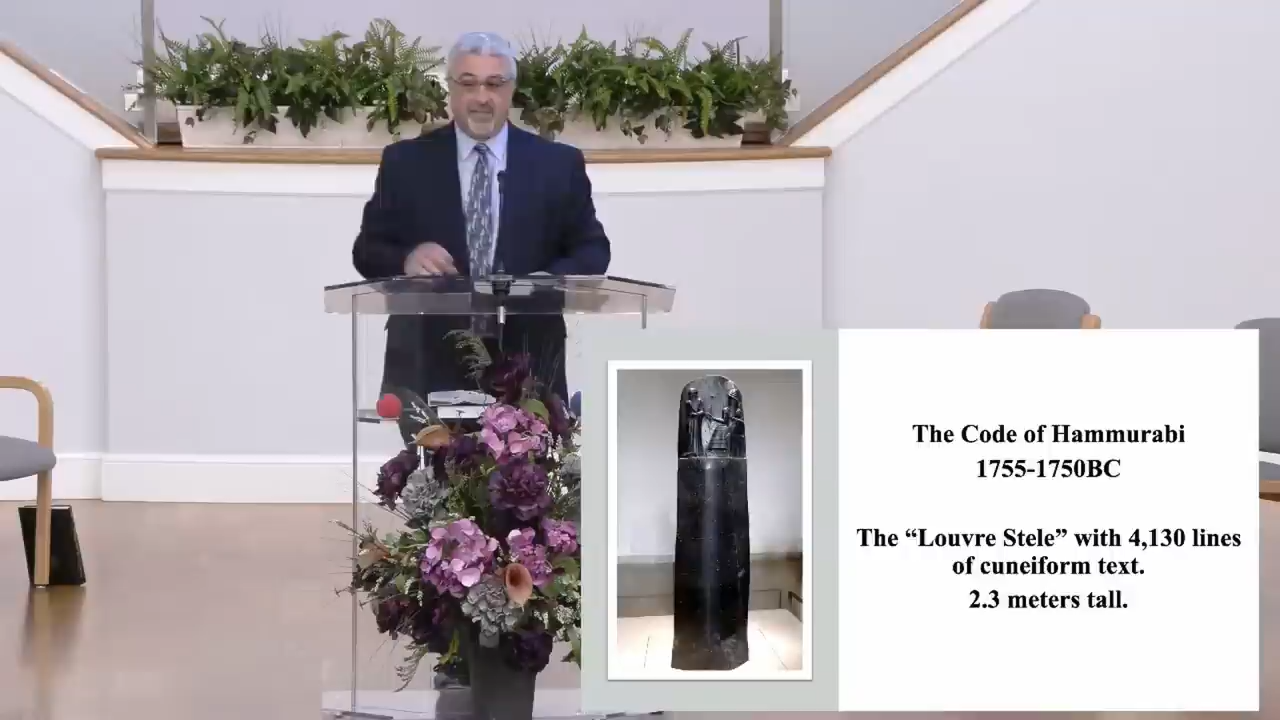 The Code of Hammurabi
1755-1750BC
The “Louvre Stele” with 4,130 lines
of cuneiform text.
2.3 meters tall.